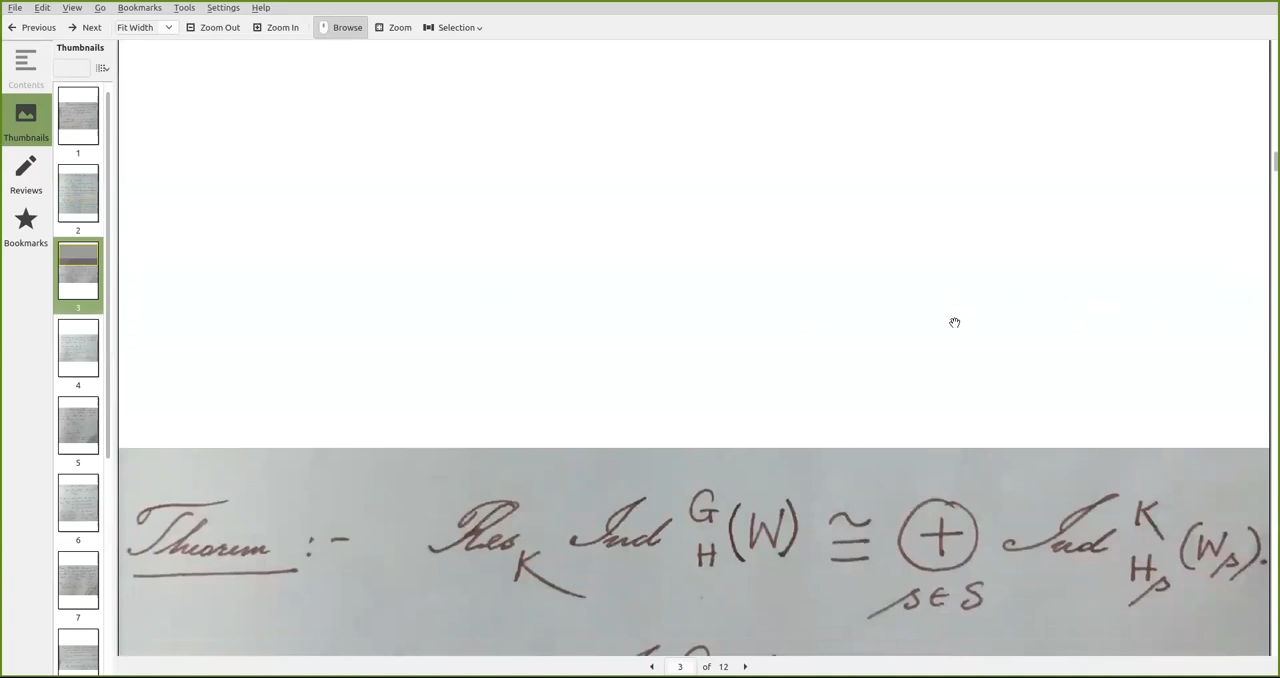 File Edit View Go Bookmarks Tools Settings Help
Previous Next Fit Width Zoom Out Zoom In Browse Zoom Selection
Thumbnails
Contents
Thumbnails
Reviews
Bookmarks
1
2
3
4
5
6
7
Theorem :- Res_K Ind_H^G (W) ≅ ⊕_{s∈S} Ind_{H_s}^K (W_s).
3 of 12